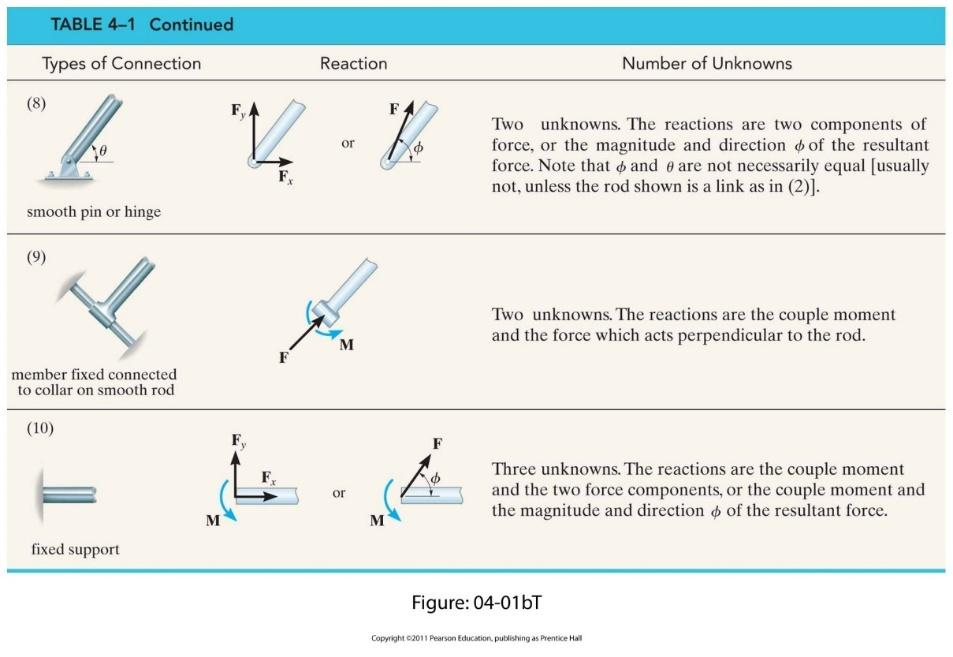 TABLE 4–1 Continued
Types of Connection Reaction Number of Unknowns
(8)
θ
smooth pin or hinge
Fy
Fx
or
F
ϕ
Two unknowns. The reactions are two components of
force, or the magnitude and direction ϕ of the resultant
force. Note that ϕ and θ are not necessarily equal [usually
not, unless the rod shown is a link as in (2)].
(9)
member fixed connected
to collar on smooth rod
F
M
Two unknowns. The reactions are the couple moment
and the force which acts perpendicular to the rod.
(10)
fixed support
Fy
Fx
M
or
F
ϕ
M
Three unknowns. The reactions are the couple moment
and the two force components, or the couple moment and
the magnitude and direction ϕ of the resultant force.
Figure: 04-01bT
Copyright ©2011 Pearson Education, publishing as Prentice Hall